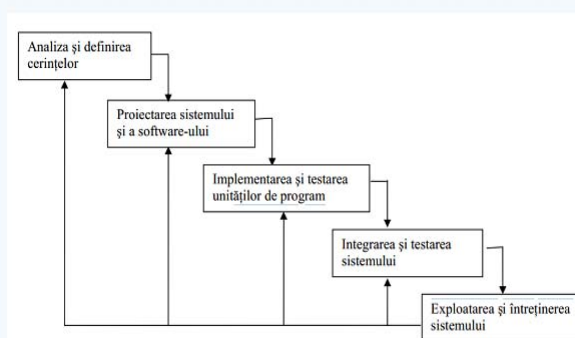 Analiza și definirea
cerințelor
Proiectarea sistemului
și a software-ului
Implementarea și testarea
unităților de program
Integrarea și testarea
sistemului
Exploatarea și întreținerea
sistemului